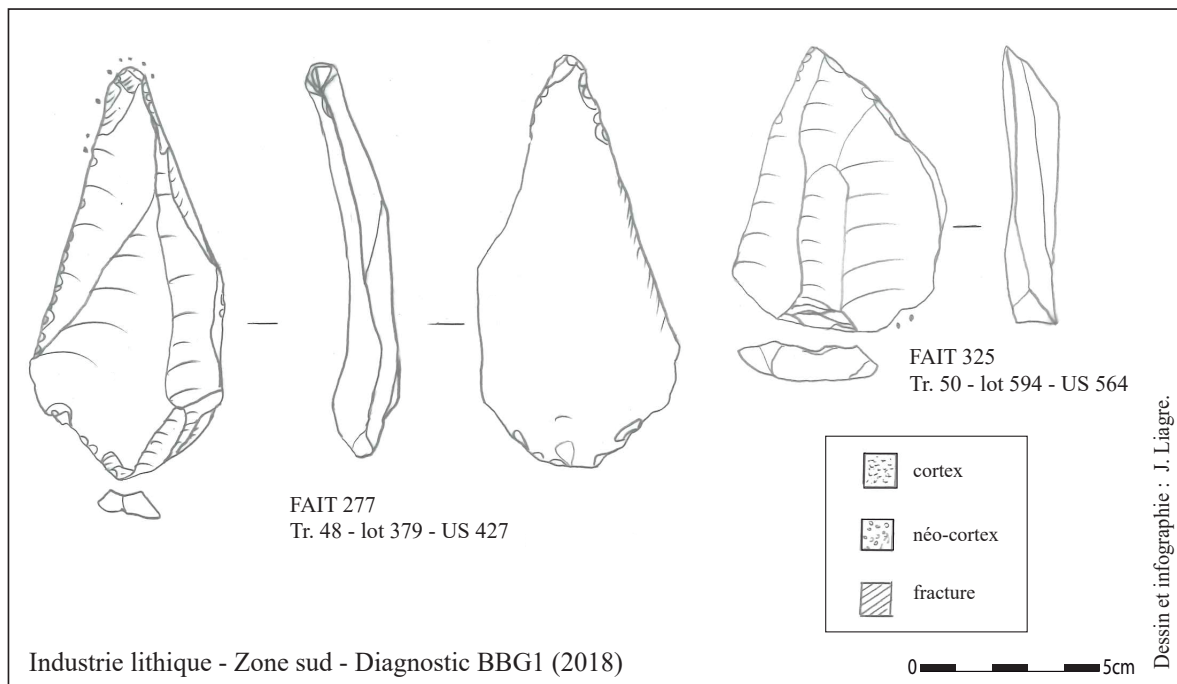 FAIT 277
Tr. 48 - lot 379 - US 427
FAIT 325
Tr. 50 - lot 594 - US 564
cortex
néo-cortex
fracture
Industrie lithique - Zone sud - Diagnostic BBG1 (2018)
0 5cm
Dessin et infographie : J. Liagre.